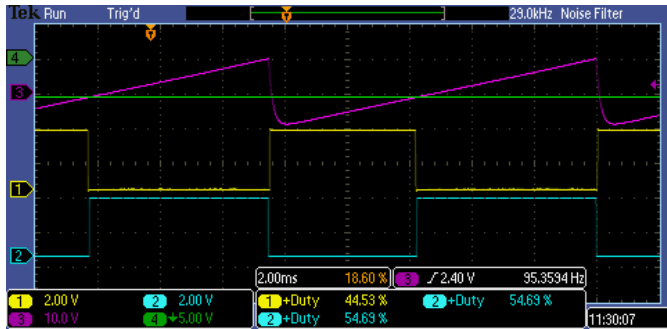 Tek Run Trig'd 29.0kHz Noise Filter
T
T
4
3
1
2
2.00ms 18.60 % 3 2.40 V 95.3594 Hz
1 2.00 V 2 2.00 V 1 +Duty 44.53 % 2 +Duty 54.69 %
3 10.0 V 4 5.00 V 2 +Duty 54.69 % 11:30:07